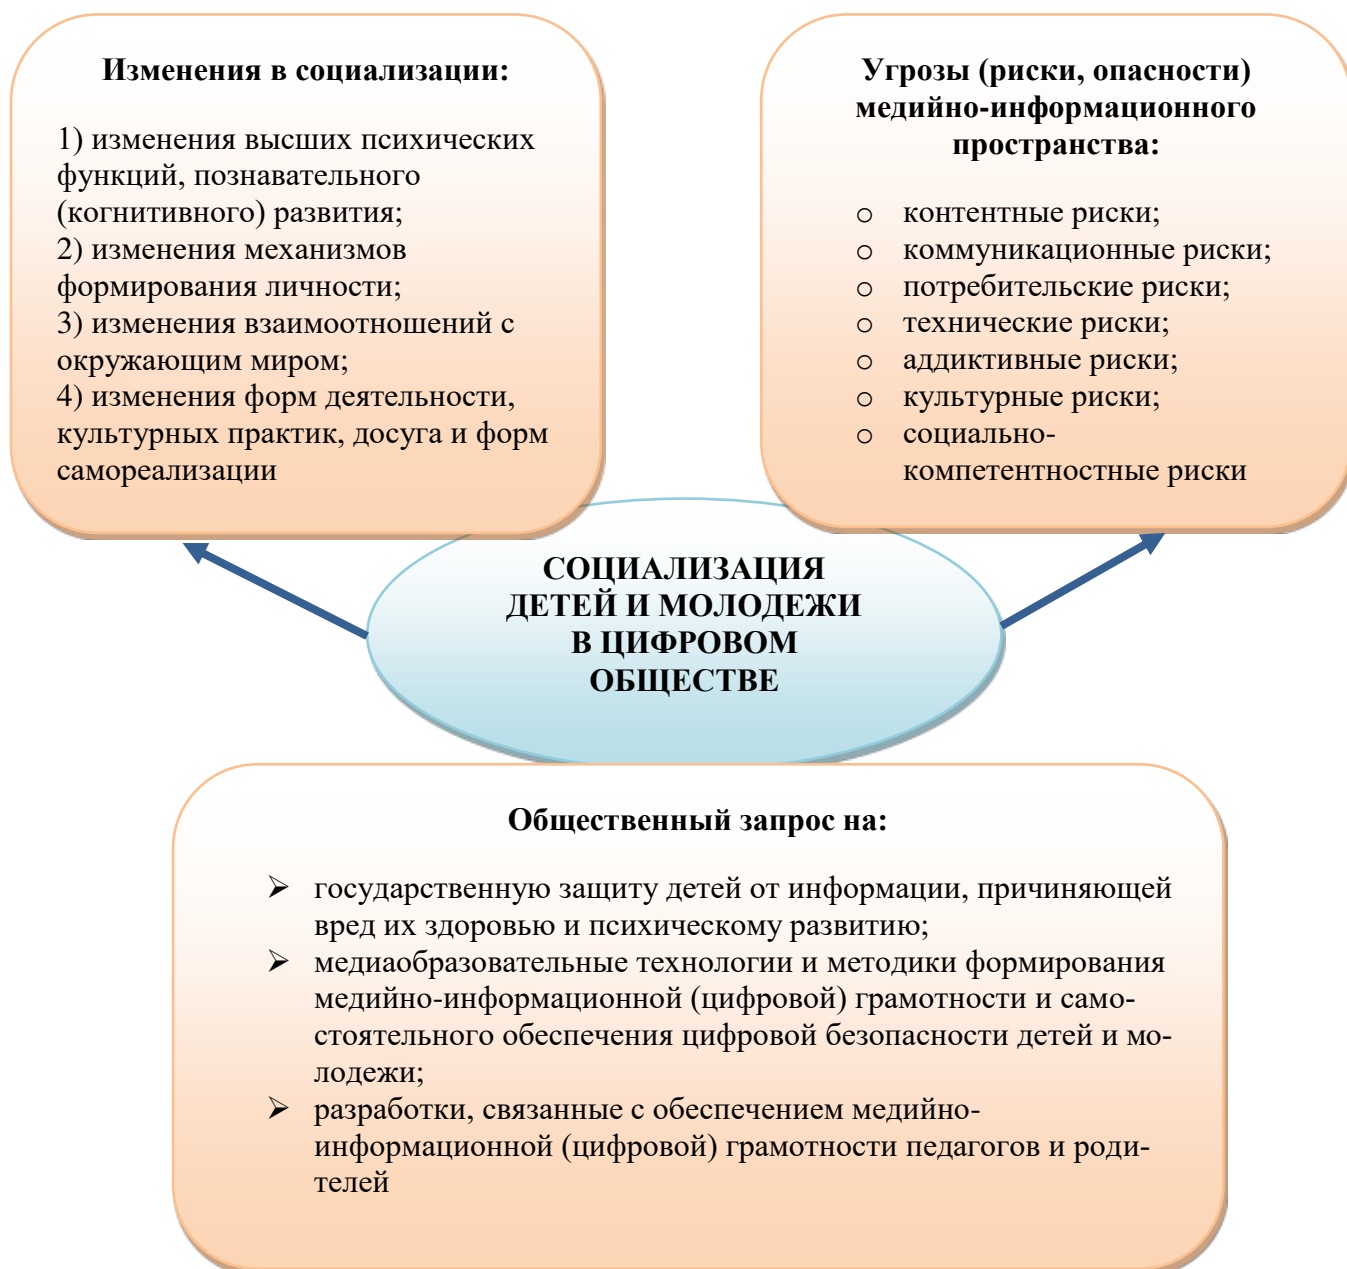 Изменения в социализации:
1) изменения высших психических
функций, познавательного
(когнитивного) развития;
2) изменения механизмов
формирования личности;
3) изменения взаимоотношений с
окружающим миром;
4) изменения форм деятельности,
культурных практик, досуга и форм
самореализации
Угрозы (риски, опасности)
медийно-информационного
пространства:
o контентные риски;
o коммуникационные риски;
o потребительские риски;
o технические риски;
o аддиктивные риски;
o культурные риски;
o социально-
компетентностные риски
СОЦИАЛИЗАЦИЯ
ДЕТЕЙ И МОЛОДЕЖИ
В ЦИФРОВОМ
ОБЩЕСТВЕ
Общественный запрос на:
➢ государственную защиту детей от информации, причиняющей
вред их здоровью и психическому развитию;
➢ медиаобразовательные технологии и методики формирования
медийно-информационной (цифровой) грамотности и само-
стоятельного обеспечения цифровой безопасности детей и мо-
лодежи;
➢ разработки, связанные с обеспечением медийно-
информационной (цифровой) грамотности педагогов и роди-
телей